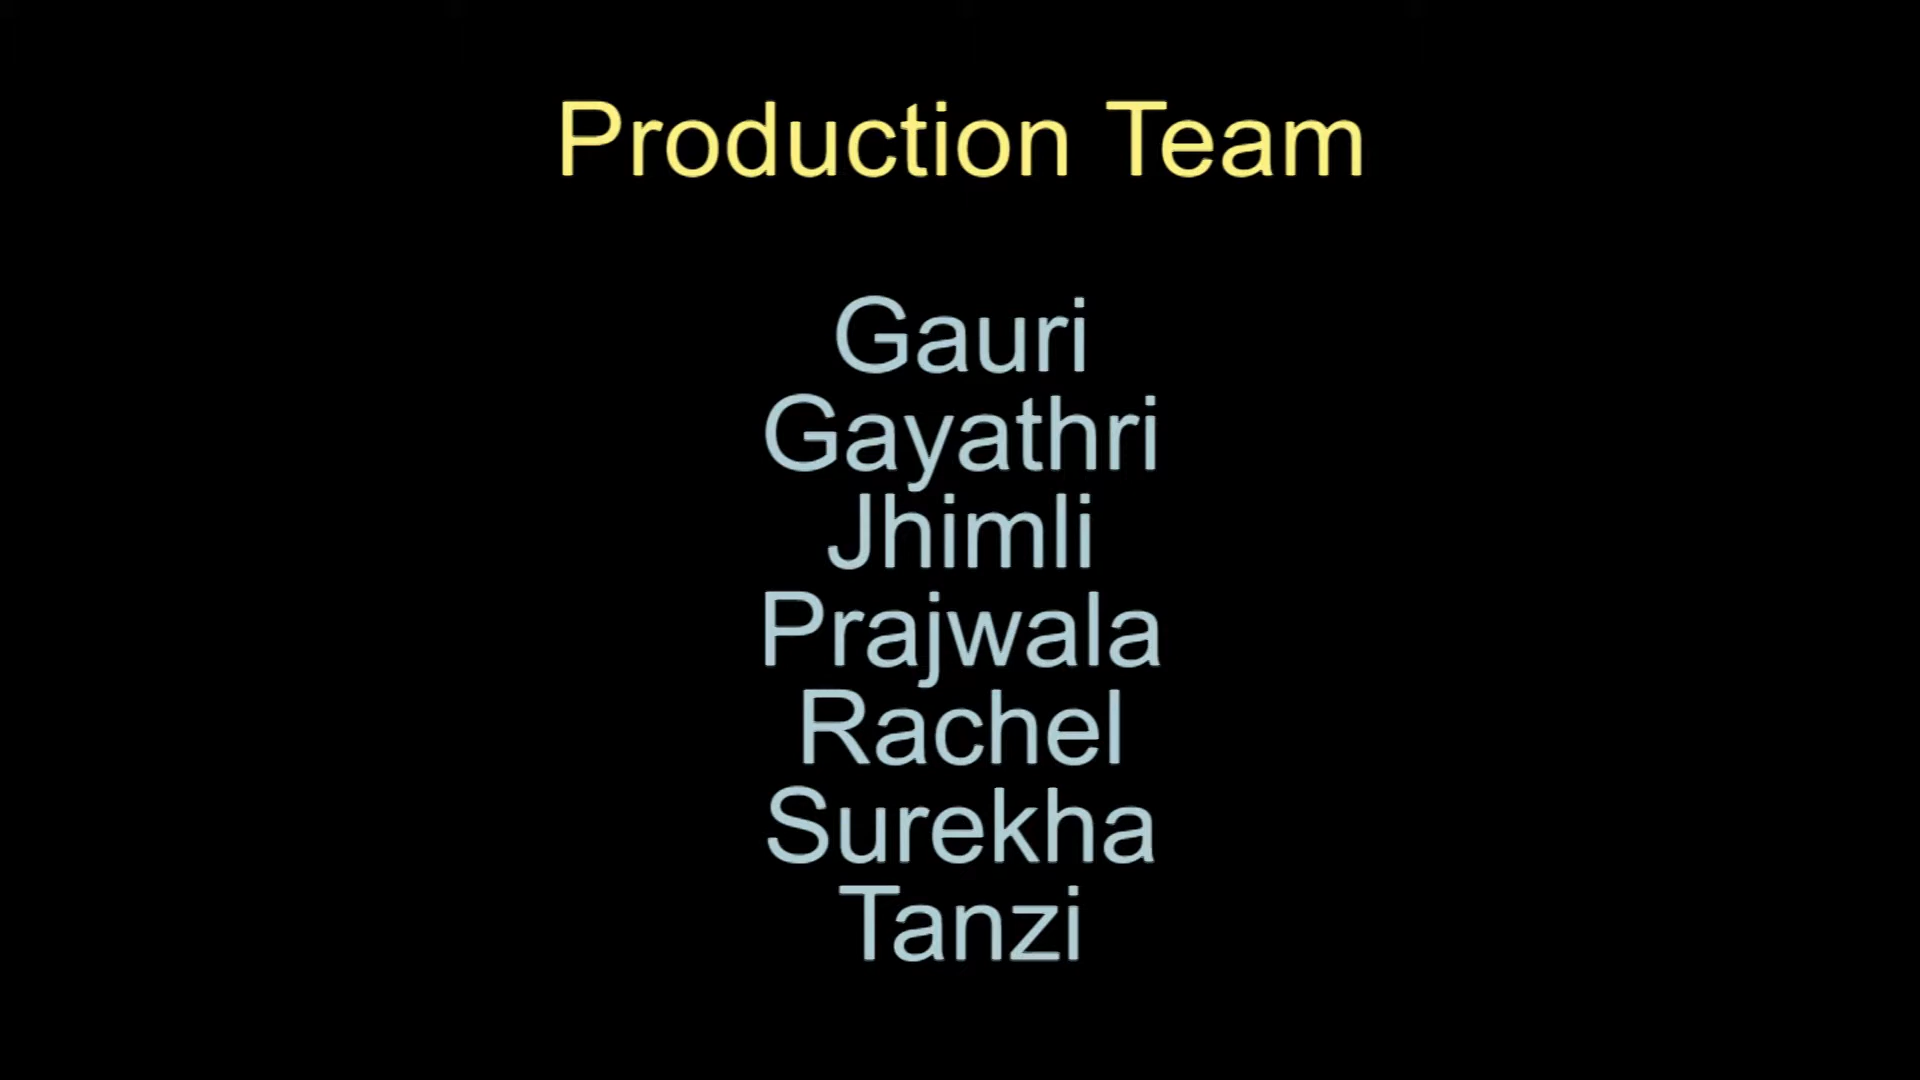 Production Team
Gauri
Gayathri
Jhimli
Prajwala
Rachel
Surekha
Tanzi